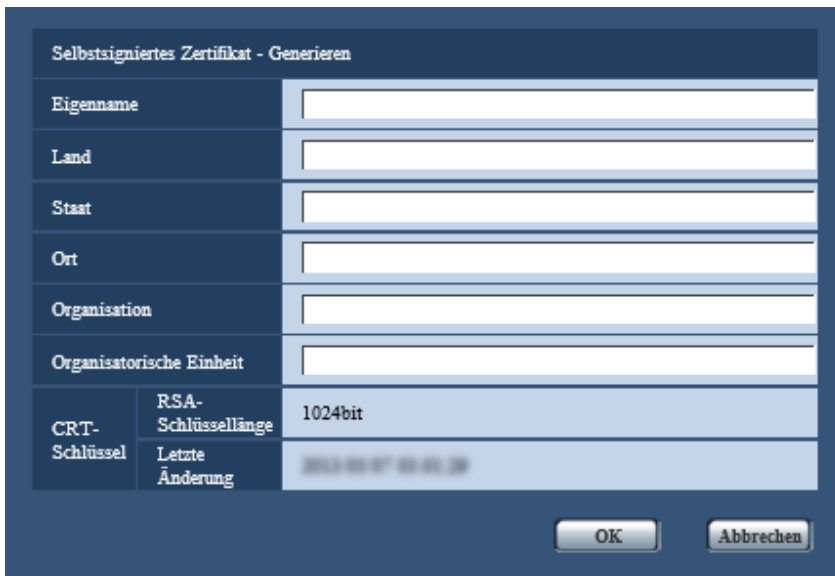 Selbstsigniertes Zertifikat - Generieren
Eigenname
Land
Staat
Ort
Organisation
Organisatorische Einheit
CRT-
Schlüssel
RSA-
Schlüssellänge
1024bit
Letzte
Änderung
OK
Abbrechen